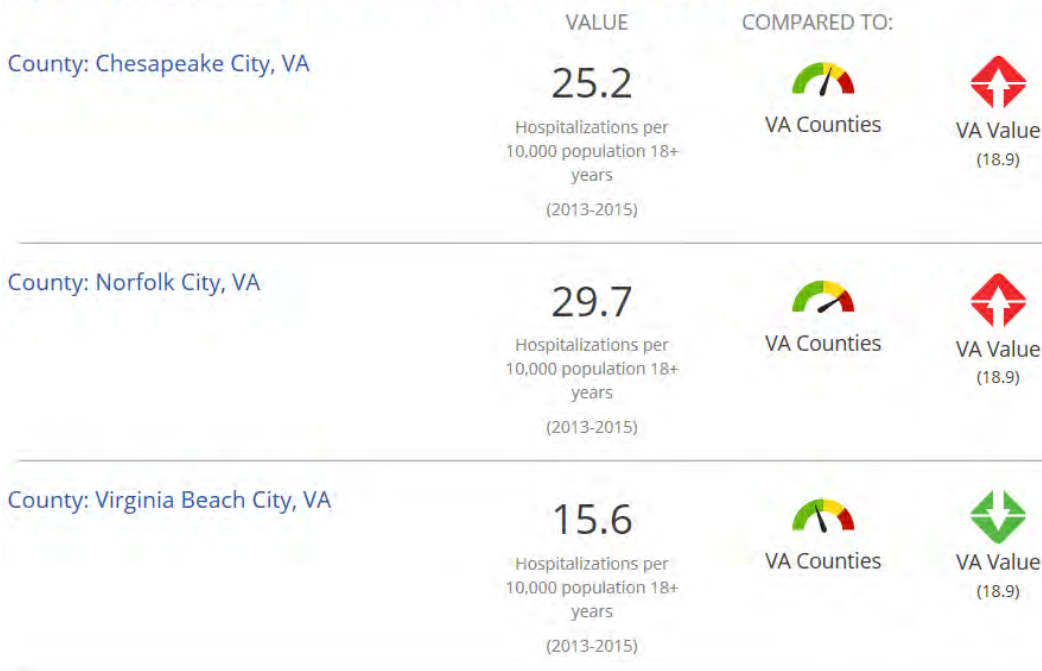 VALUE
COMPARED TO:
County: Chesapeake City, VA
25.2
Hospitalizations per
10,000 population 18+
years
(2013-2015)
VA Counties
VA Value
(18.9)
County: Norfolk City, VA
29.7
Hospitalizations per
10,000 population 18+
years
(2013-2015)
VA Counties
VA Value
(18.9)
County: Virginia Beach City, VA
15.6
Hospitalizations per
10,000 population 18+
years
(2013-2015)
VA Counties
VA Value
(18.9)